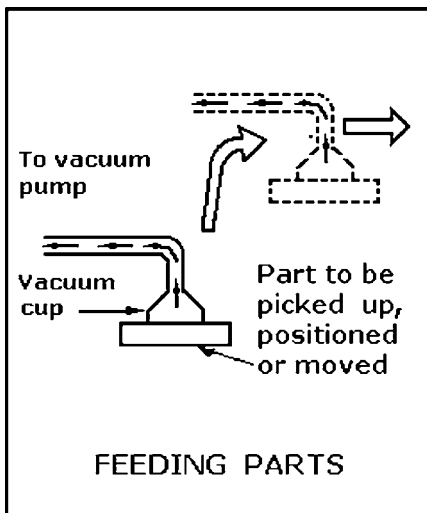 To vacuum
pump
Vacuum
cup
Part to be
picked up,
positioned
or moved
FEEDING PARTS